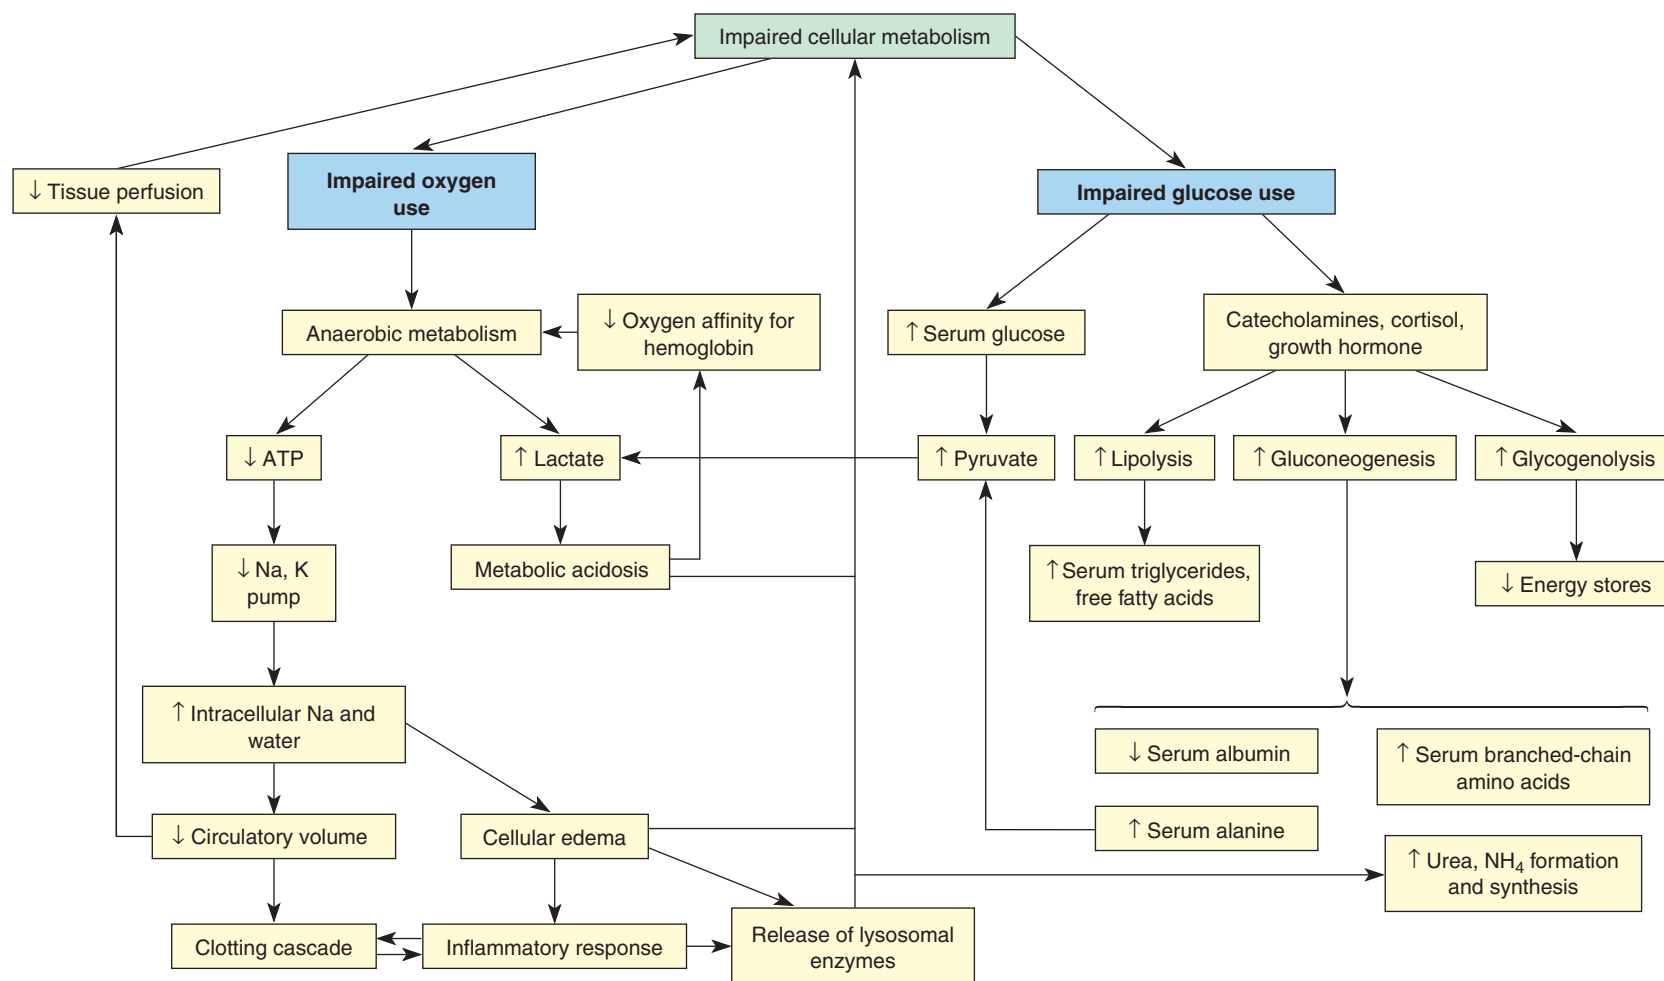 Impaired cellular metabolism
↓ Tissue perfusion
Impaired oxygen
use
Impaired glucose use
Anaerobic metabolism
↓ Oxygen affinity for
hemoglobin
↑ Serum glucose
Catecholamines, cortisol,
growth hormone
↓ ATP
↑ Lactate
↑ Pyruvate
↑ Lipolysis
↑ Gluconeogenesis
↑ Glycogenolysis
↓ Na, K
pump
Metabolic acidosis
↑ Serum triglycerides,
free fatty acids
↓ Energy stores
↑ Intracellular Na and
water
↓ Serum albumin
↑ Serum branched-chain
amino acids
↓ Circulatory volume
Cellular edema
↑ Serum alanine
↑ Urea, NH₄ formation
and synthesis
Clotting cascade
Inflammatory response
Release of lysosomal
enzymes